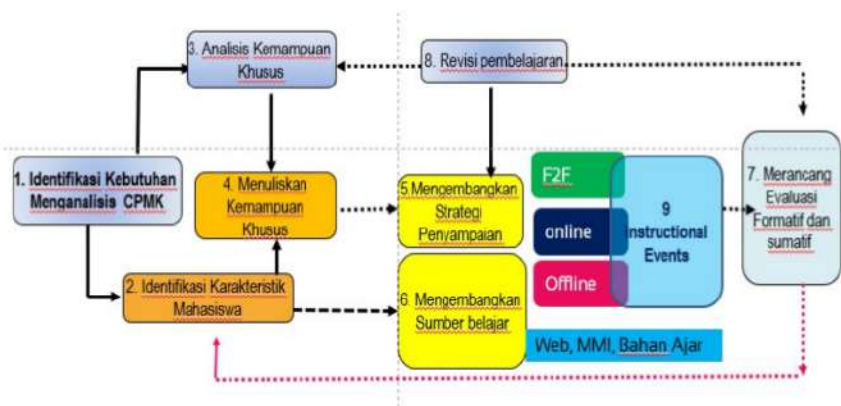 3. Analisis Kemampuan
Khusus
8. Revisi pembelajaran
1. Identifikasi Kebutuhan
Menganalisis CPMK
4. Menuliskan
Kemampuan
Khusus
2. Identifikasi Karakteristik
Mahasiswa
5.Mengembangkan
Strategi
Penyampaian
6. Mengembangkan
Sumber belajar
F2F
online
Offline
9
Instructional
Events
Web, MMI, Bahan Ajar
7. Merancang
Evaluasi
Formatif dan
sumatif